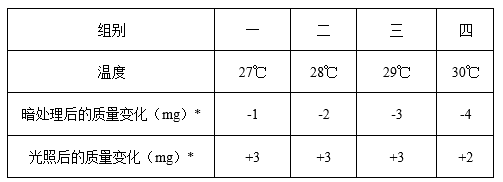 组别 一 二 三 四
温度 27℃ 28℃ 29℃ 30℃
暗处理后的质量变化（mg）* -1 -2 -3 -4
光照后的质量变化（mg）* +3 +3 +3 +2